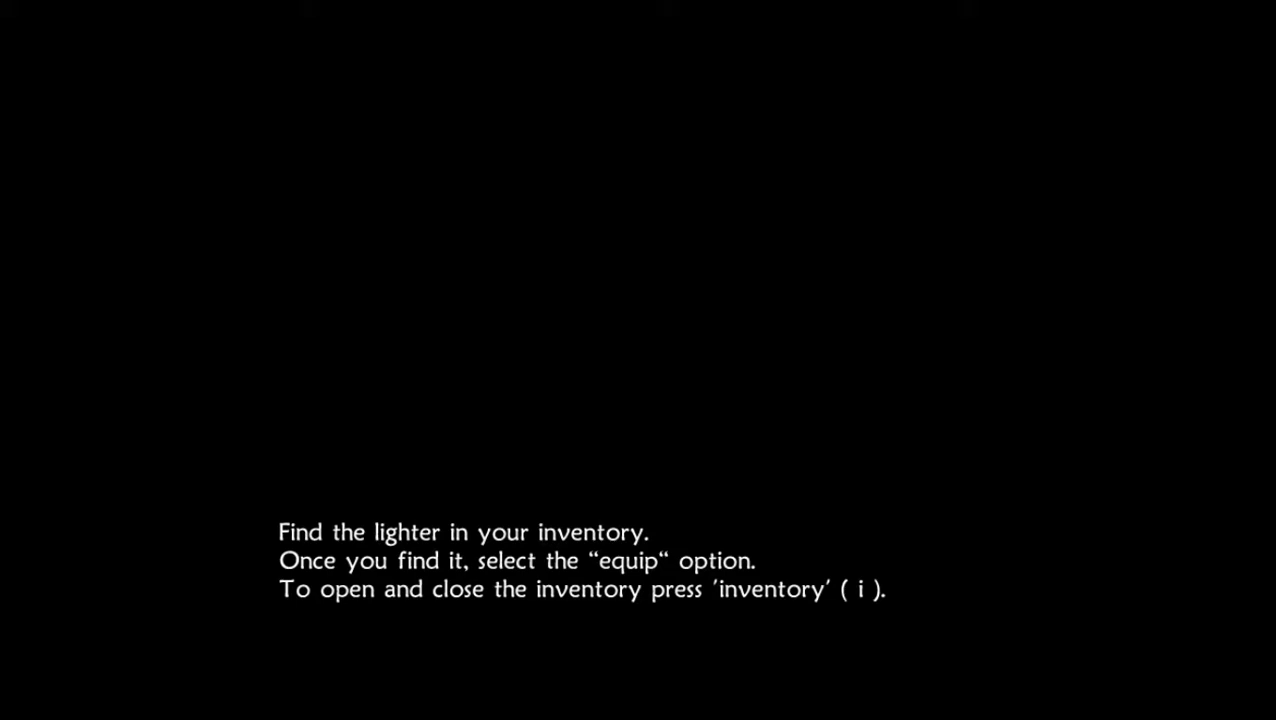 Find the lighter in your inventory.
Once you find it, select the “equip“ option.
To open and close the inventory press 'inventory' ( i ).